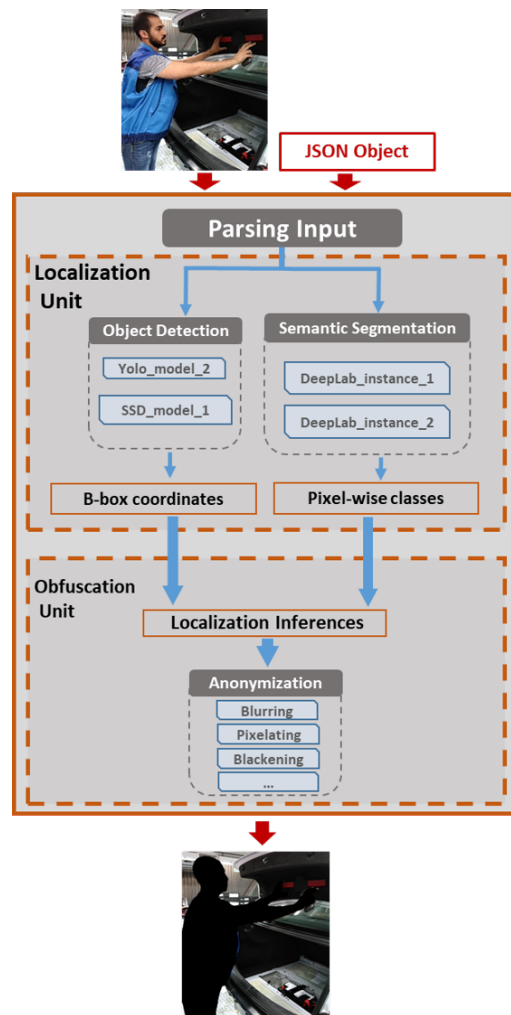 JSON Object
Parsing Input
Localization
Unit
Object Detection
Yolo_model_2
SSD_model_1
Semantic Segmentation
DeepLab_instance_1
DeepLab_instance_2
B-box coordinates
Pixel-wise classes
Obfuscation
Unit
Localization Inferences
Anonymization
Blurring
Pixelating
Blackening
...